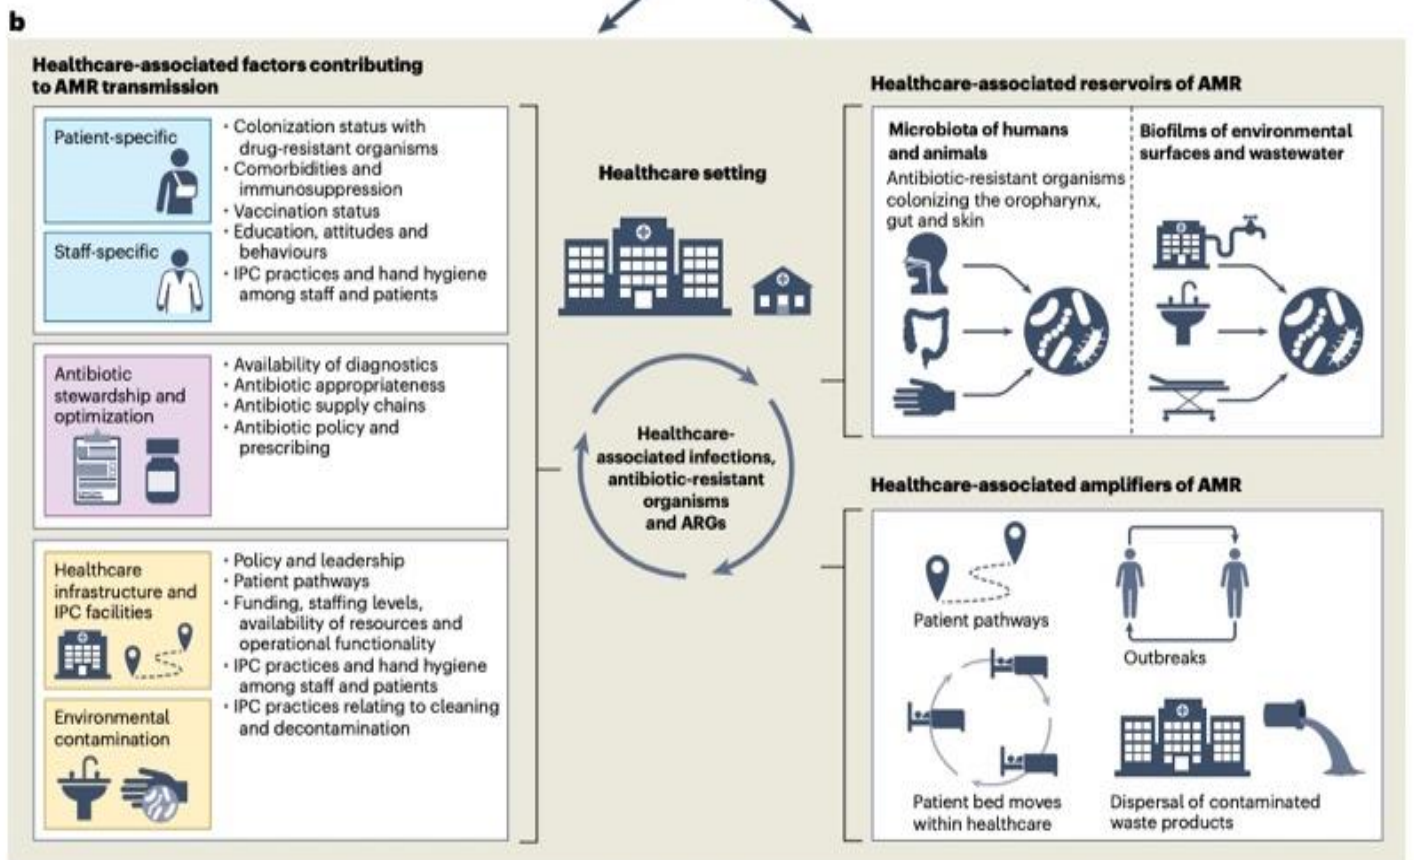 b
Healthcare-associated factors contributing
to AMR transmission
Patient-specific
Staff-specific
• Colonization status with
drug-resistant organisms
• Comorbidities and
immunosuppression
• Vaccination status
• Education, attitudes and
behaviours
• IPC practices and hand hygiene
among staff and patients
Antibiotic
stewardship and
optimization
• Availability of diagnostics
• Antibiotic appropriateness
• Antibiotic supply chains
• Antibiotic policy and
prescribing
Healthcare
infrastructure and
IPC facilities
Environmental
contamination
• Policy and leadership
• Patient pathways
• Funding, staffing levels,
availability of resources and
operational functionality
• IPC practices and hand hygiene
among staff and patients
• IPC practices relating to cleaning
and decontamination
Healthcare setting
Healthcare-
associated infections,
antibiotic-resistant
organisms
and ARGs
Healthcare-associated reservoirs of AMR
Microbiota of humans
and animals
Antibiotic-resistant organisms
colonizing the oropharynx,
gut and skin
Biofilms of environmental
surfaces and wastewater
Healthcare-associated amplifiers of AMR
Patient pathways
Outbreaks
Patient bed moves
within healthcare
Dispersal of contaminated
waste products